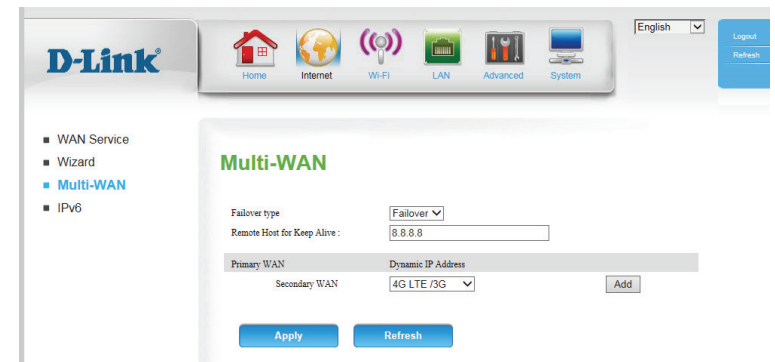 English
Logout
Refresh
D-Link
Home Internet Wi-Fi LAN Advanced System
WAN Service
Wizard
Multi-WAN
IPv6
Multi-WAN
Failover type Failover
Remote Host for Keep Alive : 8.8.8.8
Primary WAN Dynamic IP Address
Secondary WAN 4G LTE /3G Add
Apply Refresh